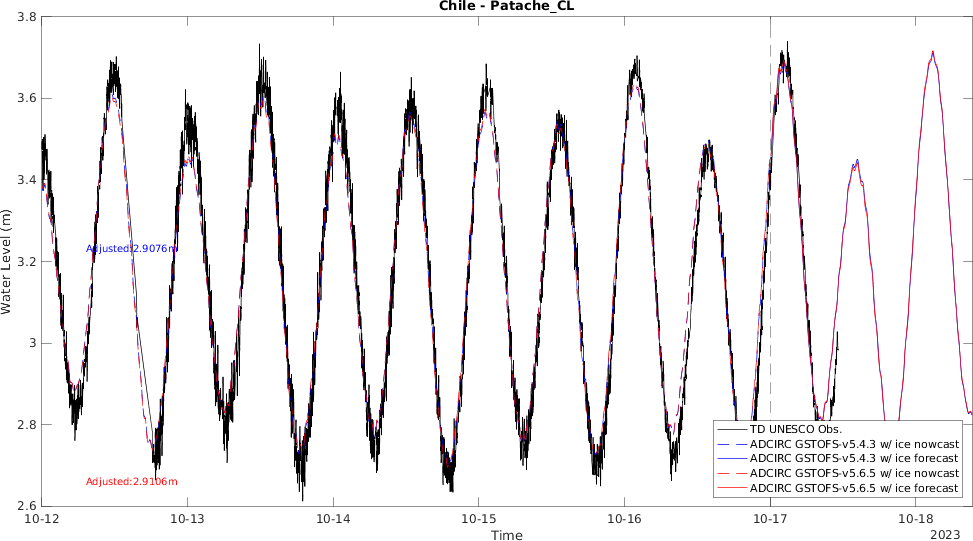 Chile - Patache_CL
3.8
3.6
3.4
3.2
3
2.8
2.6
Water Level (m)
Adjusted:2.9076m
Adjusted:2.9106m
TD UNESCO Obs.
ADCIRC GSTOFS-v5.4.3 w/ ice nowcast
ADCIRC GSTOFS-v5.4.3 w/ ice forecast
ADCIRC GSTOFS-v5.6.5 w/ ice nowcast
ADCIRC GSTOFS-v5.6.5 w/ ice forecast
10-12 10-13 10-14 10-15 10-16 10-17 10-18
Time
2023